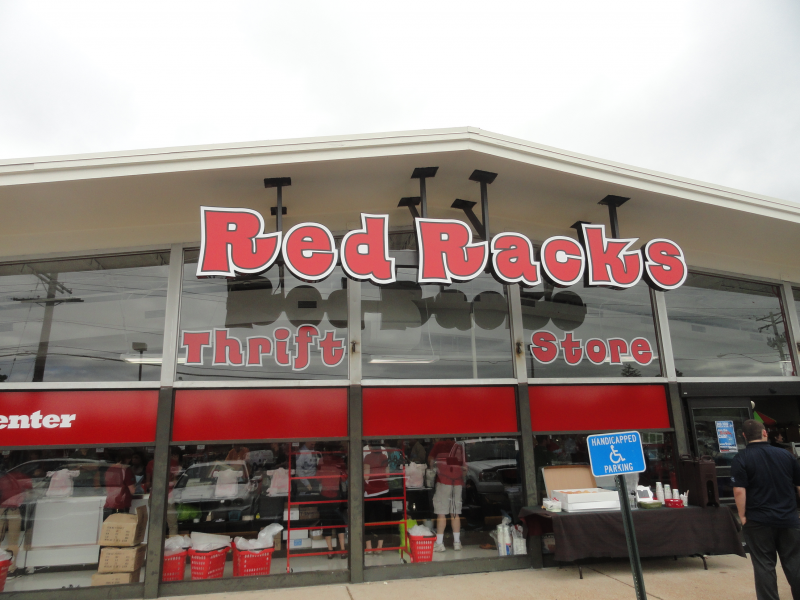 Red Racks
Thrift Store
enter
HANDICAPPED
PARKING